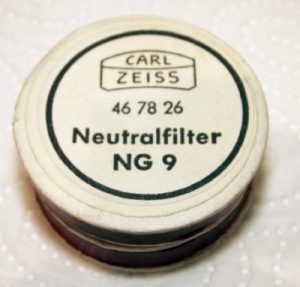 CARL
ZEISS
46 78 26
Neutralfilter
NG 9